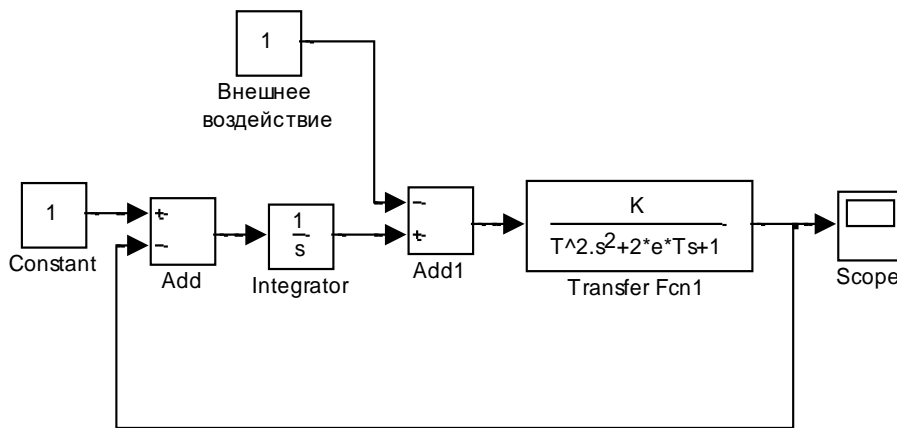 1
Внешнее
воздействие
1
Constant
+
−
Add
1
s
Integrator
−
+
Add1
K
T^2.s2+2*e*Ts+1
Transfer Fcn1
Scope